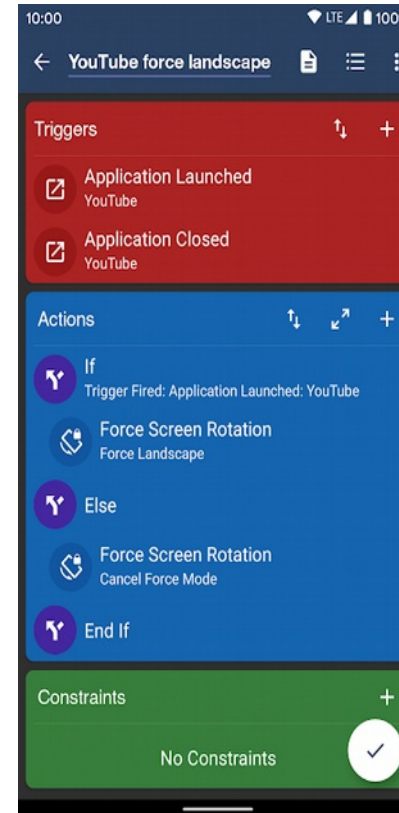 10:00 LTE 100
YouTube force landscape
Triggers
Application Launched
YouTube
Application Closed
YouTube
Actions
If
Trigger Fired: Application Launched: YouTube
Force Screen Rotation
Force Landscape
Else
Force Screen Rotation
Cancel Force Mode
End If
Constraints
No Constraints